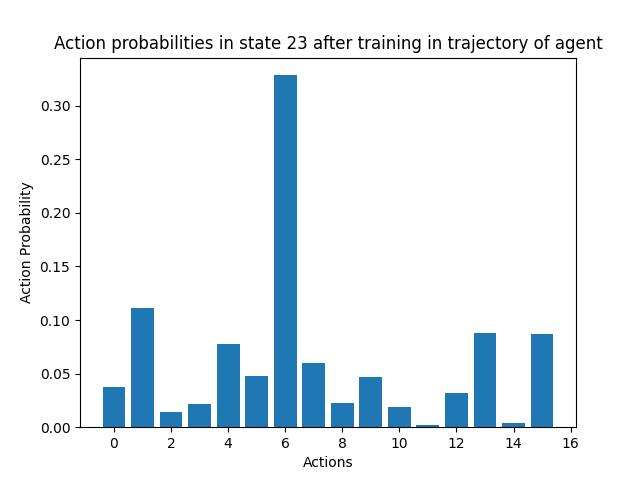 Action probabilities in state 23 after training in trajectory of agent
0.30
0.25
0.20
0.15
0.10
0.05
0.00
Action Probability
0 2 4 6 8 10 12 14 16
Actions